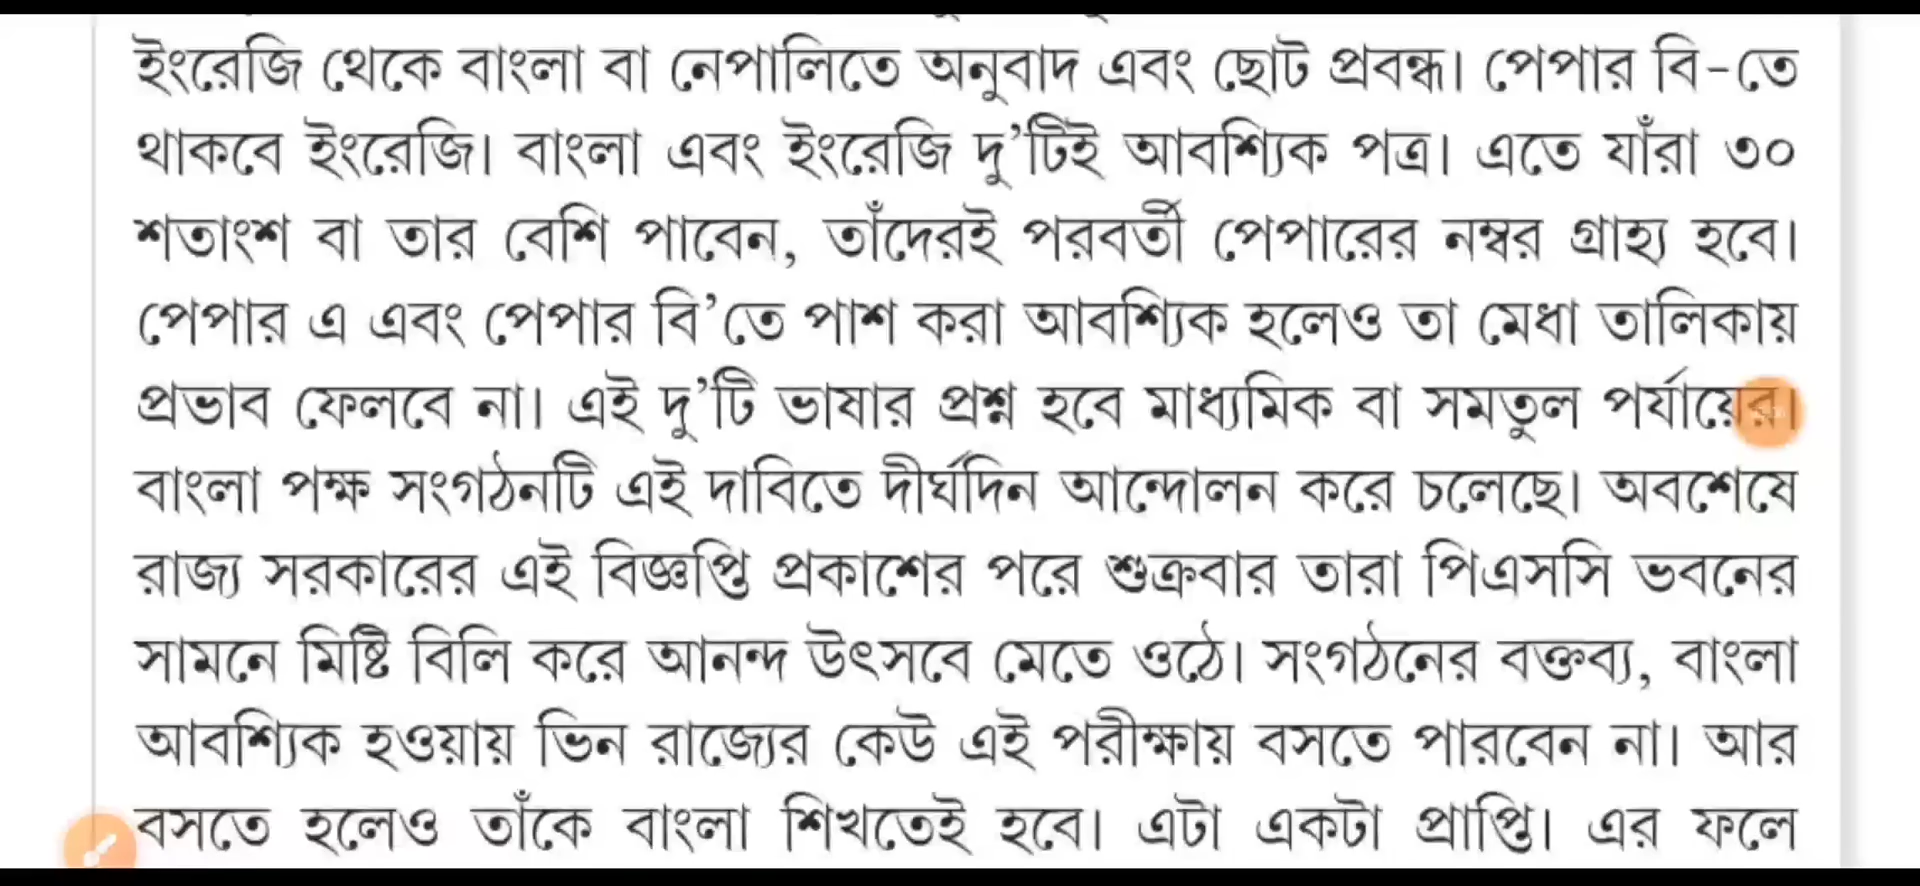 ইংরেজি থেকে বাংলা বা নেপালিতে অনুবাদ এবং ছোট প্রবন্ধ। পেপার বি-তে
থাকবে ইংরেজি। বাংলা এবং ইংরেজি দু'টিই আবশ্যিক পত্র। এতে যাঁরা ৩০
শতাংশ বা তার বেশি পাবেন, তাঁদেরই পরবর্তী পেপারের নম্বর গ্রাহ্য হবে।
পেপার এ এবং পেপার বি'তে পাশ করা আবশ্যিক হলেও তা মেধা তালিকায়
প্রভাব ফেলবে না। এই দু'টি ভাষার প্রশ্ন হবে মাধ্যমিক বা সমতুল পর্যায়ের।
বাংলা পক্ষ সংগঠনটি এই দাবিতে দীর্ঘদিন আন্দোলন করে চলেছে। অবশেষে
রাজ্য সরকারের এই বিজ্ঞপ্তি প্রকাশের পরে শুক্রবার তারা পিএসসি ভবনের
সামনে মিষ্টি বিলি করে আনন্দ উৎসবে মেতে ওঠে। সংগঠনের বক্তব্য, বাংলা
আবশ্যিক হওয়ায় ভিন রাজ্যের কেউ এই পরীক্ষায় বসতে পারবেন না। আর
বসতে হলেও তাঁকে বাংলা শিখতেই হবে। এটা একটা প্রাপ্তি। এর ফলে